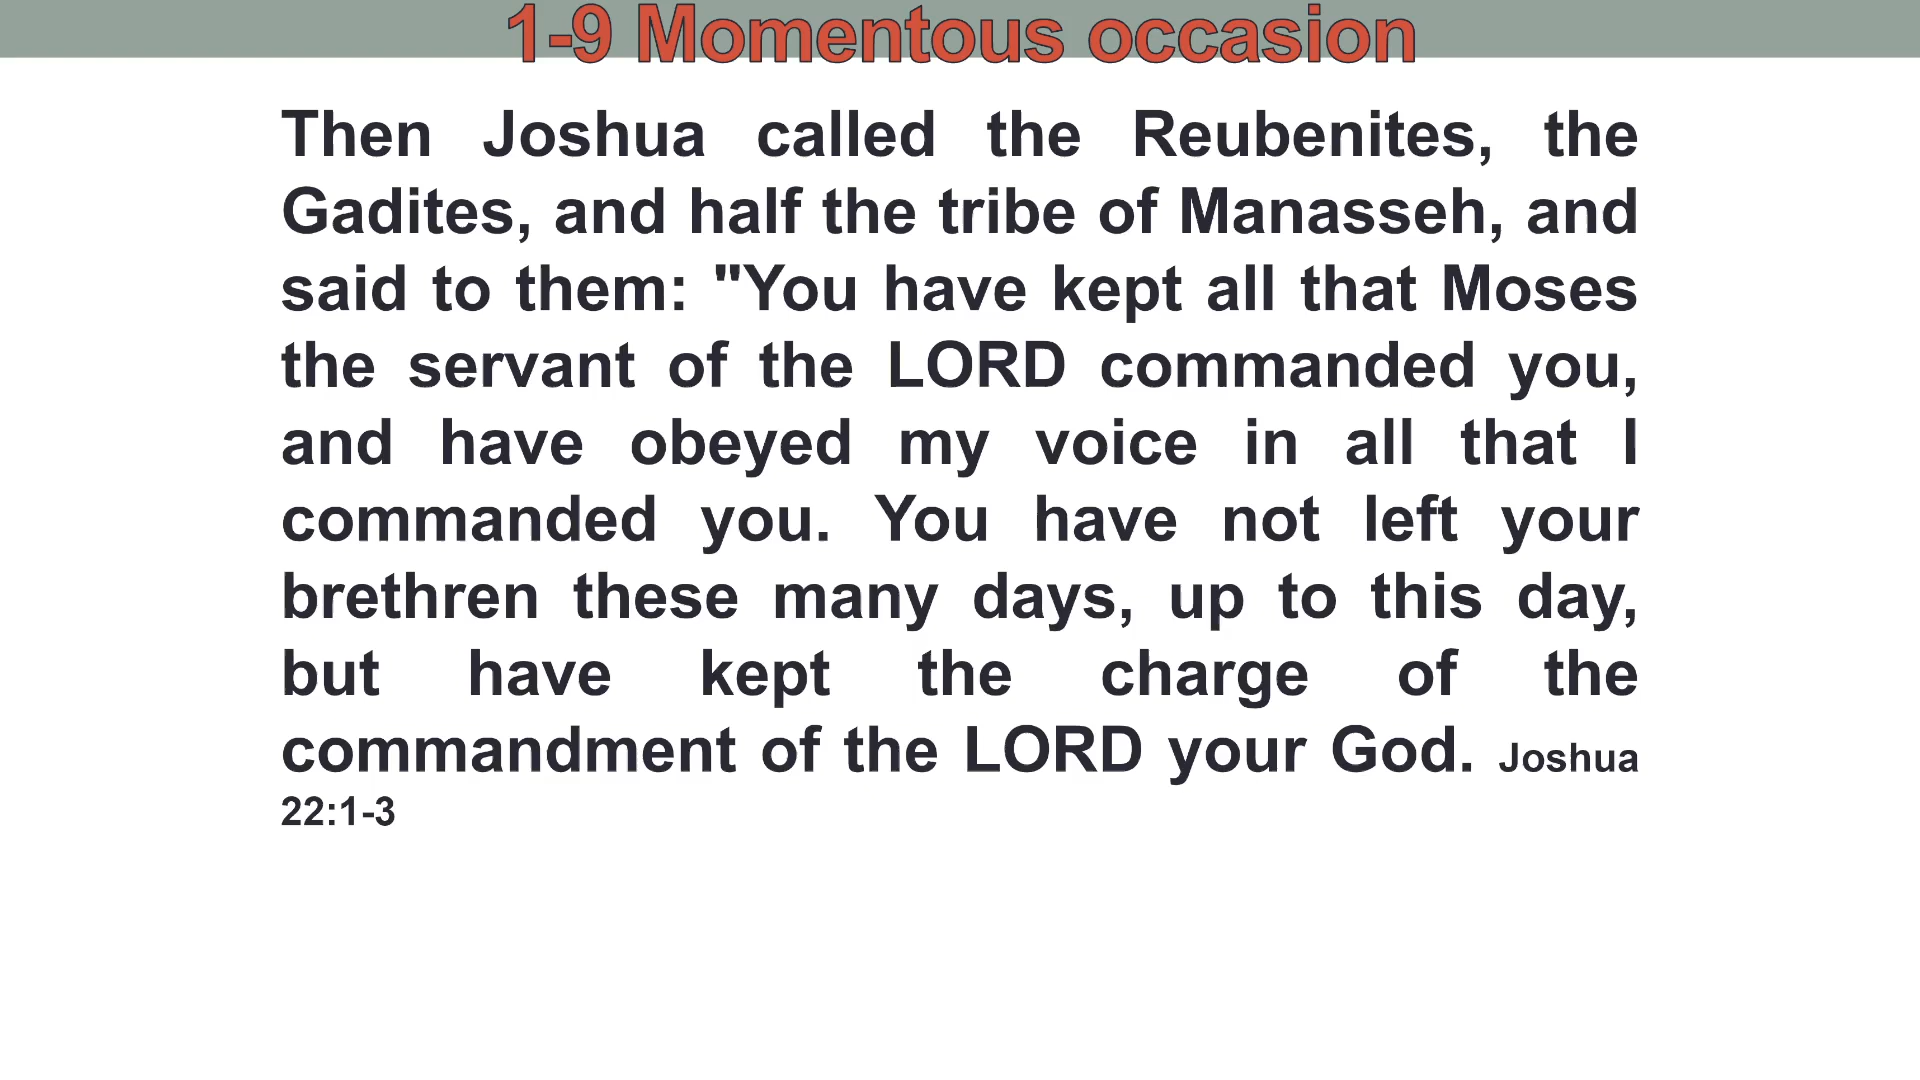 1-9 Momentous occasion
Then Joshua called the Reubenites, the
Gadites, and half the tribe of Manasseh, and
said to them: "You have kept all that Moses
the servant of the LORD commanded you,
and have obeyed my voice in all that I
commanded you. You have not left your
brethren these many days, up to this day,
but have kept the charge of the
commandment of the LORD your God. Joshua
22:1-3